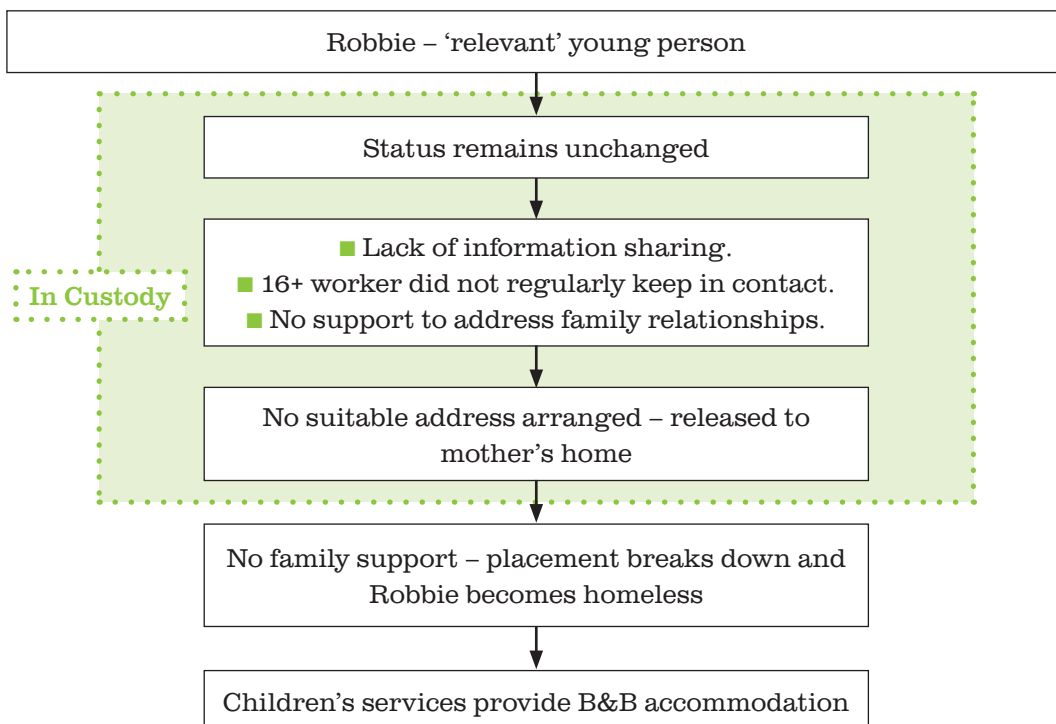 Robbie – ‘relevant’ young person
Status remains unchanged
■ Lack of information sharing.
■ 16+ worker did not regularly keep in contact.
■ No support to address family relationships.
In Custody
No suitable address arranged – released to
mother’s home
No family support – placement breaks down and
Robbie becomes homeless
Children’s services provide B&B accommodation